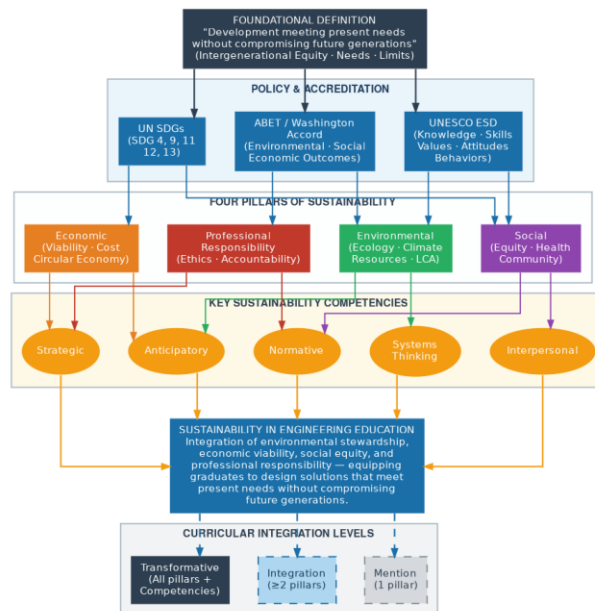 FOUNDATIONAL DEFINITION
"Development meeting present needs
without compromising future generations"
(Intergenerational Equity · Needs · Limits)
POLICY & ACCREDITATION
UN SDGs
(SDG 4, 9, 11
12, 13)
ABET / Washington
Accord
(Environmental · Social
Economic Outcomes)
UNESCO ESD
(Knowledge · Skills
Values · Attitudes
Behaviors)
FOUR PILLARS OF SUSTAINABILITY
Economic
(Viability · Cost
Circular Economy)
Professional
Responsibility
(Ethics · Accountability)
Environmental
(Ecology · Climate
Resources · LCA)
Social
(Equity · Health
Community)
KEY SUSTAINABILITY COMPETENCIES
Strategic
Anticipatory
Normative
Systems
Thinking
Interpersonal
SUSTAINABILITY IN ENGINEERING EDUCATION
Integration of environmental stewardship,
economic viability, social equity, and
professional responsibility — equipping
graduates to design solutions that meet
present needs without compromising
future generations.
CURRICULAR INTEGRATION LEVELS
Transformative
(All pillars +
Competencies)
Integration
(≥2 pillars)
Mention
(1 pillar)